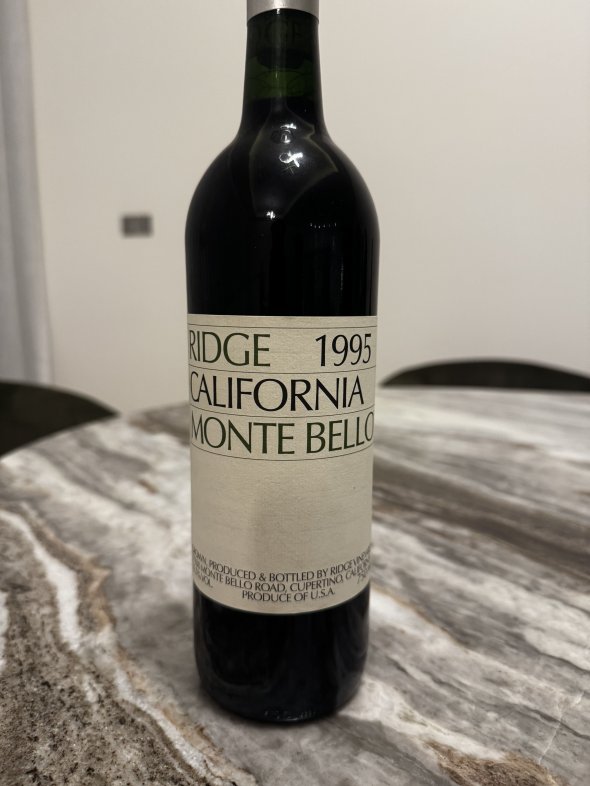 RIDGE 1995
CALIFORNIA
MONTE BELLO
PRODUCED & BOTTLED BY RIDGE
MONTE BELLO ROAD, CUPERTINO,
PRODUCE OF U.S.A.